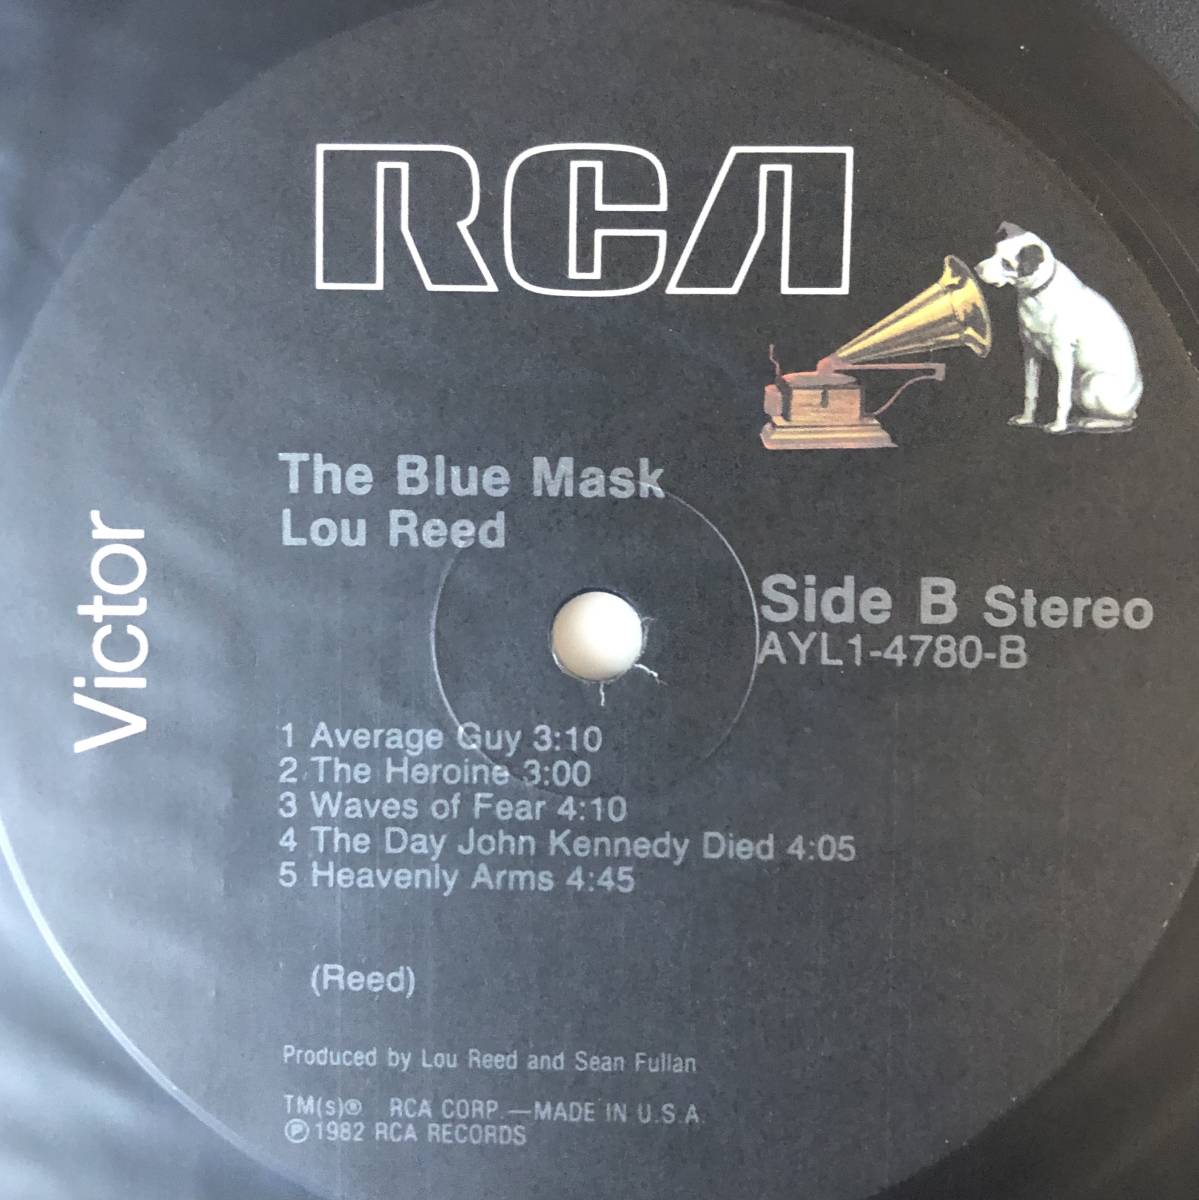 RCA
Victor
The Blue Mask
Lou Reed
Side B Stereo
AYL1-4780-B
1 Average Guy 3:10
2 The Heroine 3:00
3 Waves of Fear 4:10
4 The Day John Kennedy Died 4:05
5 Heavenly Arms 4:45
(Reed)
Produced by Lou Reed and Sean Fullan
TM(s)® RCA CORP.—MADE IN U.S.A.
℗ 1982 RCA RECORDS